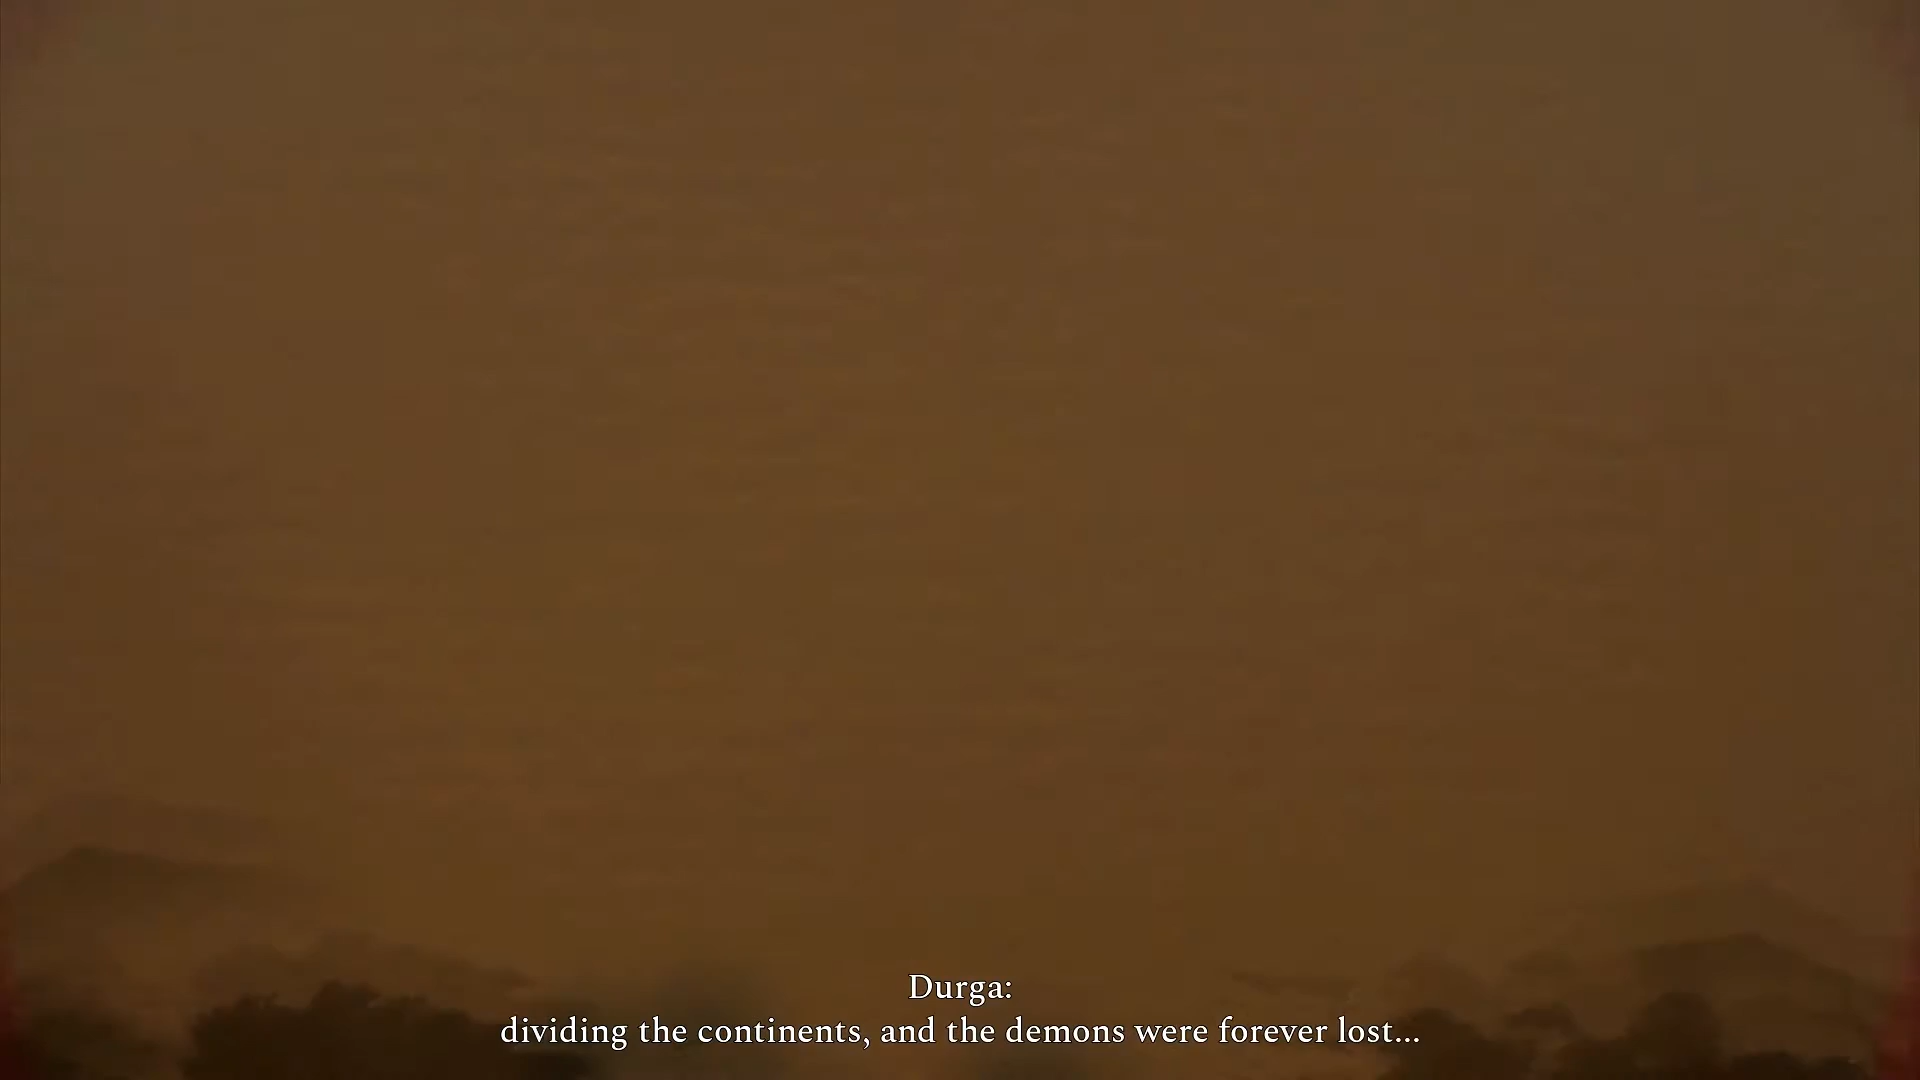 Durga:
dividing the continents, and the demons were forever lost...